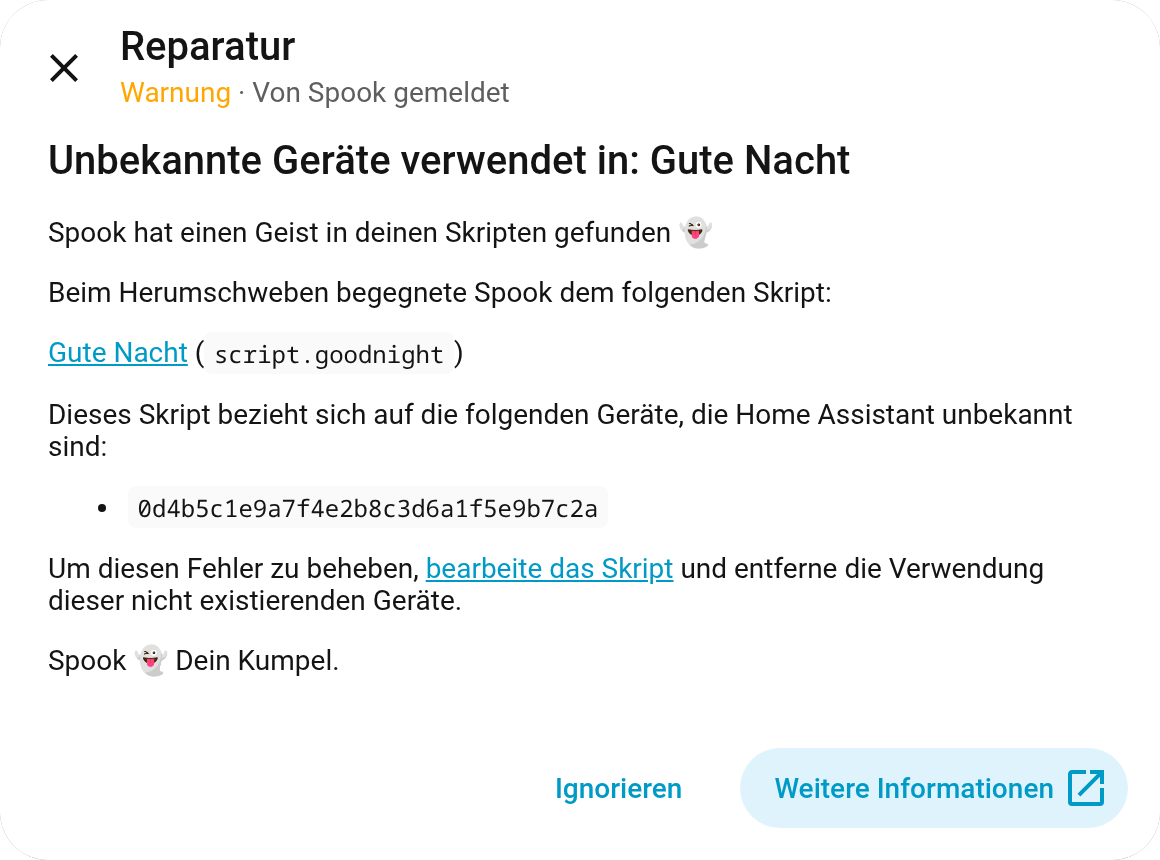 Reparatur
Warnung · Von Spook gemeldet
Unbekannte Geräte verwendet in: Gute Nacht
Spook hat einen Geist in deinen Skripten gefunden 👻
Beim Herumschweben begegnete Spook dem folgenden Skript:
Gute Nacht ( script.goodnight )
Dieses Skript bezieht sich auf die folgenden Geräte, die Home Assistant unbekannt
sind:
• 0d4b5c1e9a7f4e2b8c3d6a1f5e9b7c2a
Um diesen Fehler zu beheben, bearbeite das Skript und entferne die Verwendung
dieser nicht existierenden Geräte.
Spook 👻 Dein Kumpel.
Ignorieren
Weitere Informationen